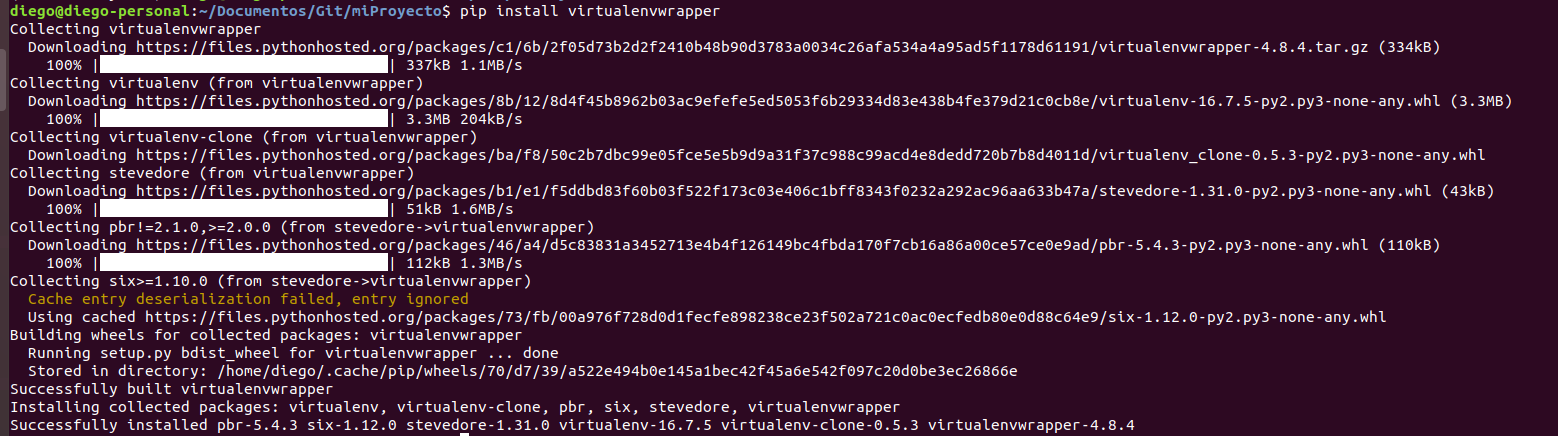 diego@diego-personal:~/Documentos/Git/miProyecto$ pip install virtualenvwrapper
Collecting virtualenvwrapper
  Downloading https://files.pythonhosted.org/packages/c1/6b/2f05d73b2d2f2410b48b90d3783a0034c26afa534a4a95ad5f1178d61191/virtualenvwrapper-4.8.4.tar.gz (334kB)
    100% |████████████████████████████████| 337kB 1.1MB/s
Collecting virtualenv (from virtualenvwrapper)
  Downloading https://files.pythonhosted.org/packages/8b/12/8d4f45b8962b03ac9efefe5ed5053f6b29334d83e438b4fe379d21c0cb8e/virtualenv-16.7.5-py2.py3-none-any.whl (3.3MB)
    100% |████████████████████████████████| 3.3MB 204kB/s
Collecting virtualenv-clone (from virtualenvwrapper)
  Downloading https://files.pythonhosted.org/packages/ba/f8/50c2b7dbc99e05fce5e5b9d9a31f37c988c99acd4e8dedd720b7b8d4011d/virtualenv_clone-0.5.3-py2.py3-none-any.whl
Collecting stevedore (from virtualenvwrapper)
  Downloading https://files.pythonhosted.org/packages/b1/e1/f5ddbd83f60b03f522f173c03e406c1bff8343f0232a292ac96aa633b47a/stevedore-1.31.0-py2.py3-none-any.whl (43kB)
    100% |████████████████████████████████| 51kB 1.6MB/s
Collecting pbr!=2.1.0,>=2.0.0 (from stevedore->virtualenvwrapper)
  Downloading https://files.pythonhosted.org/packages/46/a4/d5c83831a3452713e4b4f126149bc4fbda170f7cb16a86a00ce57ce0e9ad/pbr-5.4.3-py2.py3-none-any.whl (110kB)
    100% |████████████████████████████████| 112kB 1.3MB/s
Collecting six>=1.10.0 (from stevedore->virtualenvwrapper)
  Cache entry deserialization failed, entry ignored
  Using cached https://files.pythonhosted.org/packages/73/fb/00a976f728d0d1fecfe898238ce23f502a721c0ac0ecfedb80e0d88c64e9/six-1.12.0-py2.py3-none-any.whl
Building wheels for collected packages: virtualenvwrapper
  Running setup.py bdist_wheel for virtualenvwrapper ... done
  Stored in directory: /home/diego/.cache/pip/wheels/70/d7/39/a522e494b0e145a1bec42f45a6e542f097c20d0be3ec26866e
Successfully built virtualenvwrapper
Installing collected packages: virtualenv, virtualenv-clone, pbr, six, stevedore, virtualenvwrapper
Successfully installed pbr-5.4.3 six-1.12.0 stevedore-1.31.0 virtualenv-16.7.5 virtualenv-clone-0.5.3 virtualenvwrapper-4.8.4